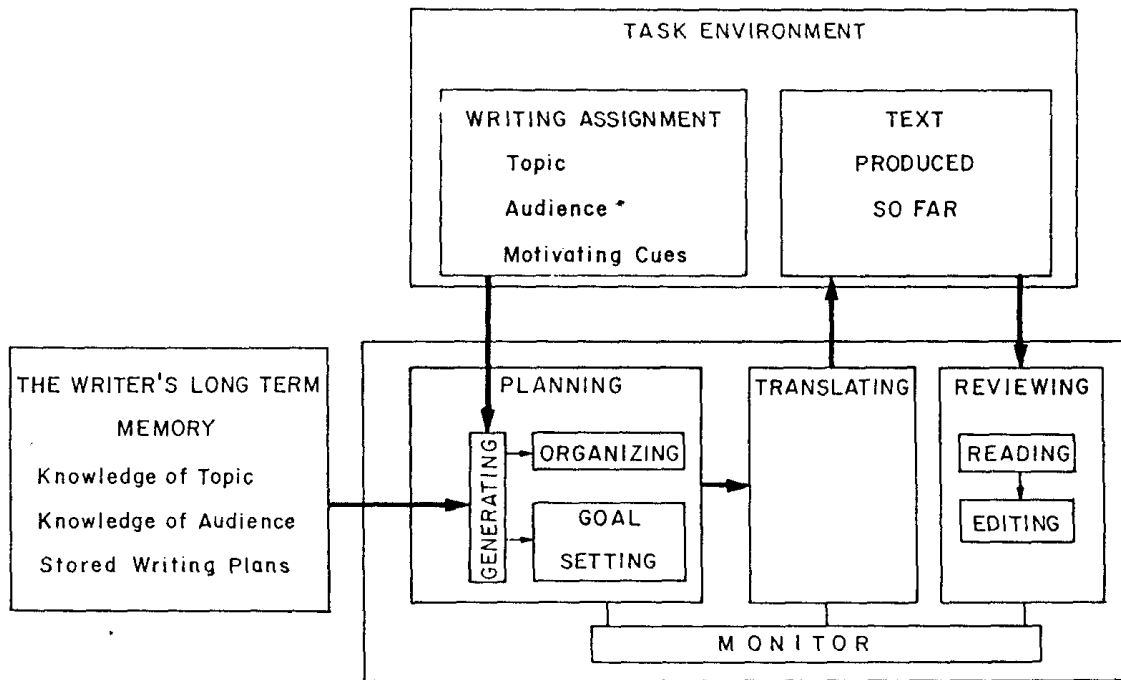 TASK ENVIRONMENT
WRITING ASSIGNMENT
Topic
Audience
Motivating Cues
TEXT
PRODUCED
SO FAR
THE WRITER'S LONG TERM
MEMORY
Knowledge of Topic
Knowledge of Audience
Stored Writing Plans
PLANNING
GENERATING
ORGANIZING
GOAL
SETTING
TRANSLATING
REVIEWING
READING
EDITING
MONITOR